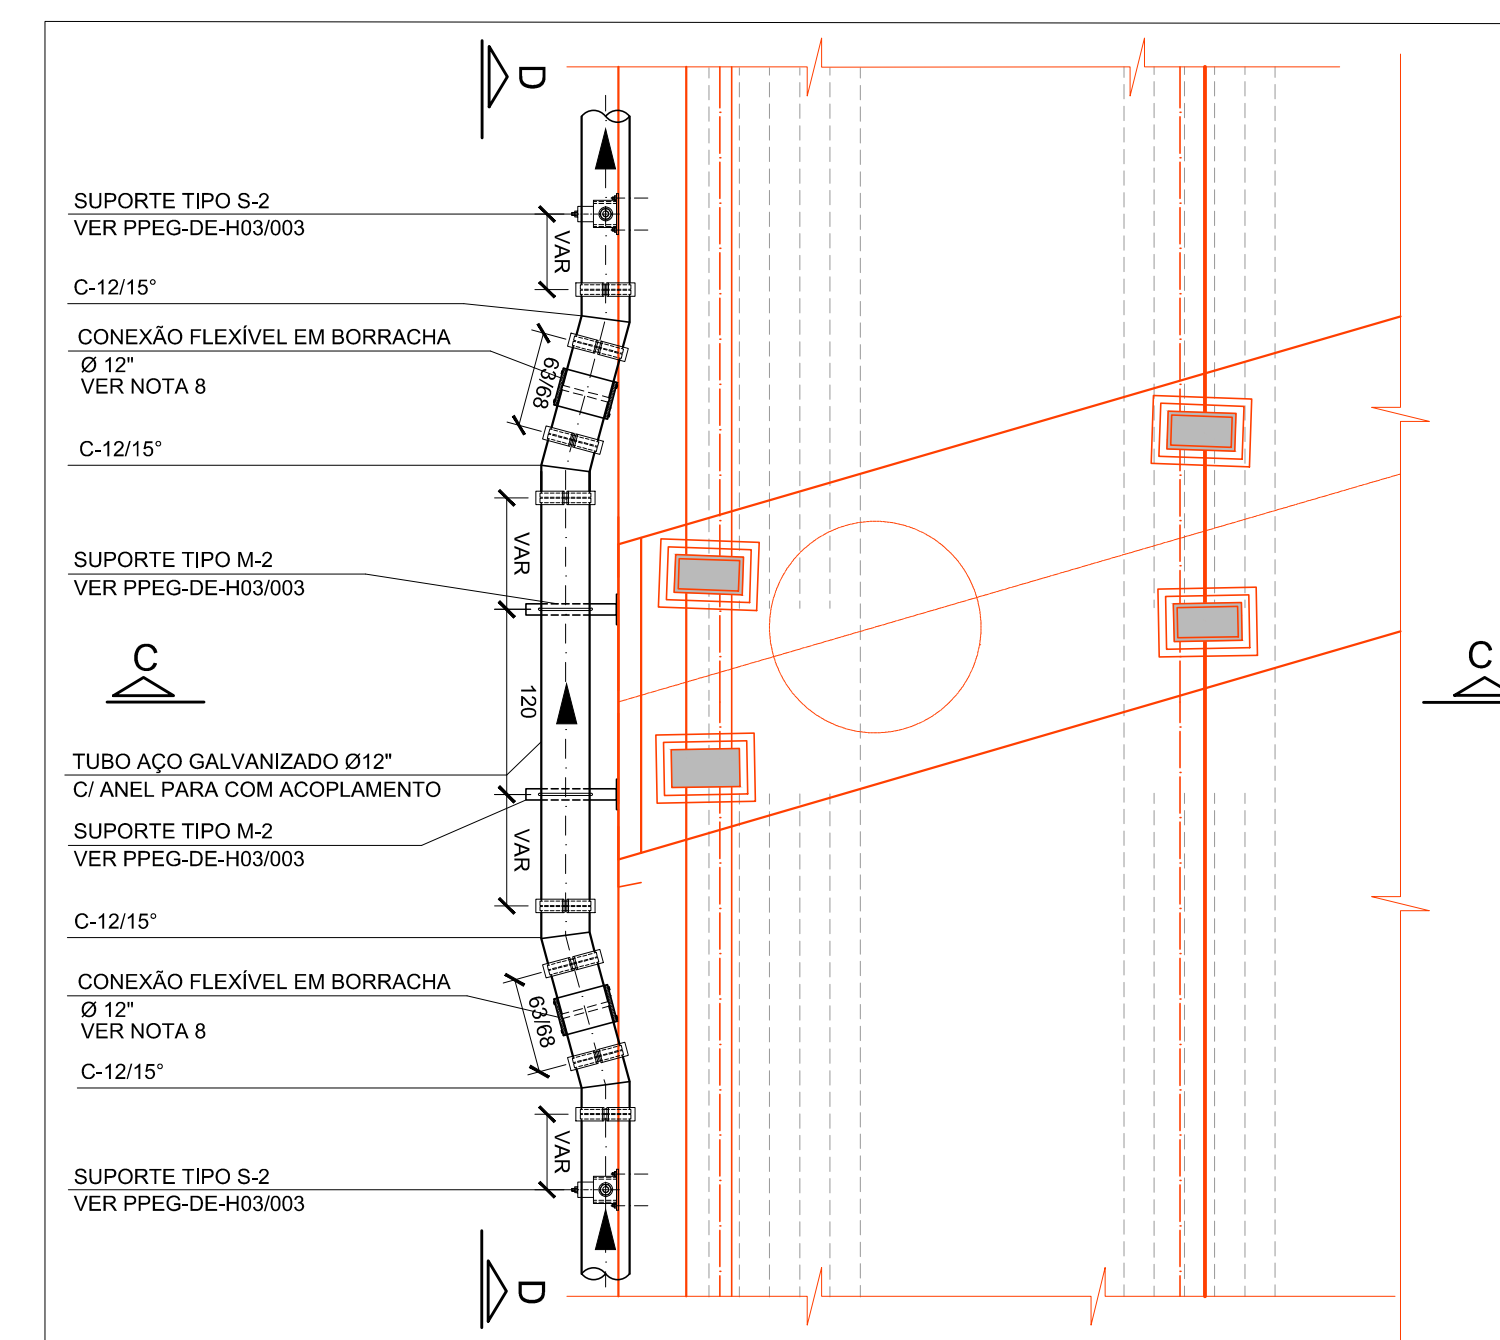 D
SUPORTE TIPO S-2
VER PPEG-DE-H03/003
VAR
C-12/15°
CONEXÃO FLEXÍVEL EM BORRACHA
Ø 12"
VER NOTA 8
63/68
C-12/15°
VAR
SUPORTE TIPO M-2
VER PPEG-DE-H03/003
C
C
120
TUBO AÇO GALVANIZADO Ø12"
C/ ANEL PARA COM ACOPLAMENTO
SUPORTE TIPO M-2
VER PPEG-DE-H03/003
VAR
C-12/15°
CONEXÃO FLEXÍVEL EM BORRACHA
Ø 12"
VER NOTA 8
63/68
C-12/15°
VAR
SUPORTE TIPO S-2
VER PPEG-DE-H03/003
D